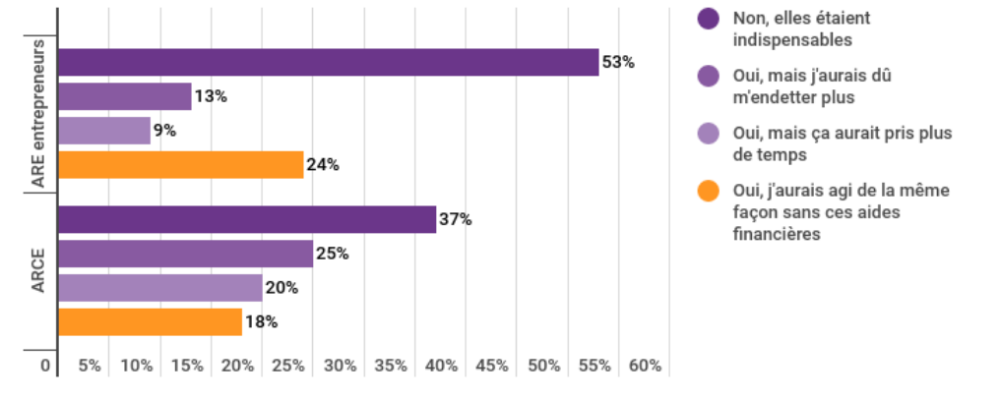 ARE entrepreneurs
53%
13%
9%
24%
ARCE
37%
25%
20%
18%
0 5% 10% 15% 20% 25% 30% 35% 40% 45% 50% 55% 60%
Non, elles étaient
indispensables
Oui, mais j'aurais dû
m'endetter plus
Oui, mais ça aurait pris plus
de temps
Oui, j'aurais agi de la même
façon sans ces aides
financières